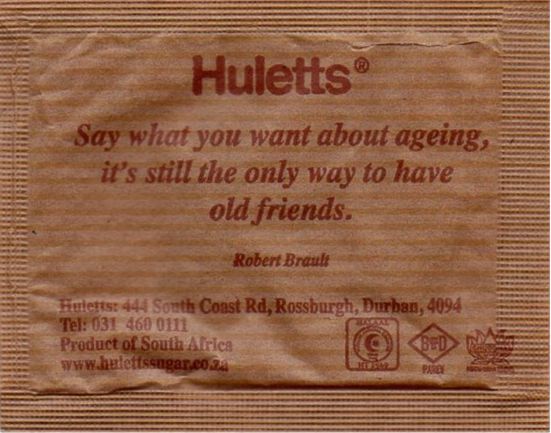 Huletts®
Say what you want about ageing,
it's still the only way to have
old friends.
Robert Brault
Huletts: 444 South Coast Rd, Rossburgh, Durban, 4094
Tel: 031 460 0111
Product of South Africa
www.hulettssugar.co.za
HALAAL
PAREV